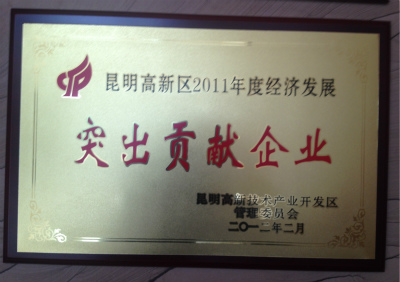 昆明高新区2011年度经济发展
突出贡献企业
昆明高新技术产业开发区
管理委员会
二〇一二年二月